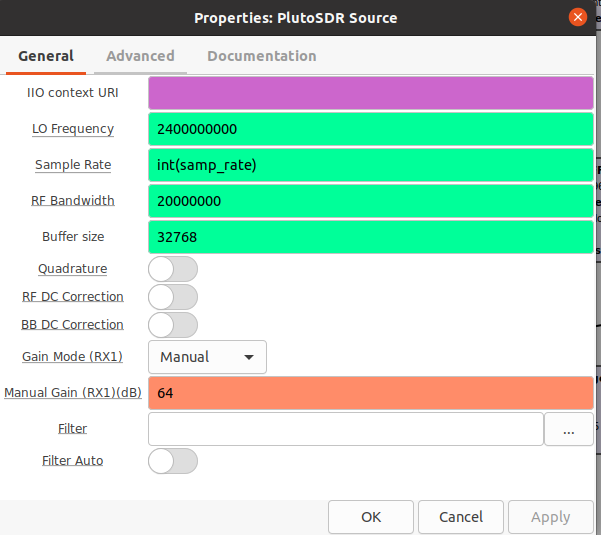 Properties: PlutoSDR Source
General Advanced Documentation
IIO context URI
LO Frequency 2400000000
Sample Rate int(samp_rate)
RF Bandwidth 20000000
Buffer size 32768
Quadrature
RF DC Correction
BB DC Correction
Gain Mode (RX1) Manual
Manual Gain (RX1)(dB) 64
Filter ...
Filter Auto
OK Cancel Apply